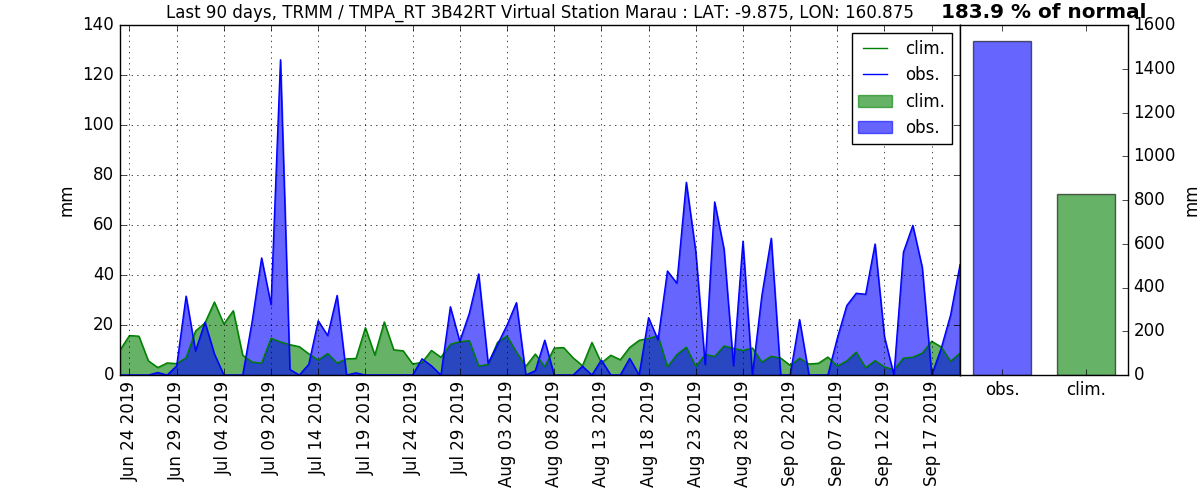 Last 90 days, TRMM / TMPA_RT 3B42RT Virtual Station Marau : LAT: -9.875, LON: 160.875
183.9 % of normal
140
120
100
80
60
40
20
0
mm
clim.
obs.
clim.
obs.
Jun 24 2019
Jun 29 2019
Jul 04 2019
Jul 09 2019
Jul 14 2019
Jul 19 2019
Jul 24 2019
Jul 29 2019
Aug 03 2019
Aug 08 2019
Aug 13 2019
Aug 18 2019
Aug 23 2019
Aug 28 2019
Sep 02 2019
Sep 07 2019
Sep 12 2019
Sep 17 2019
1600
1400
1200
1000
800
600
400
200
0
mm
obs.
clim.